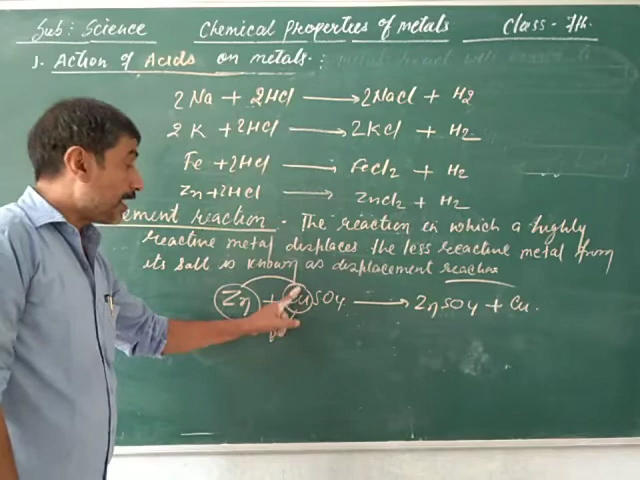 Sub: Science Chemical Properties of metals Class - 7th.
1. Action of Acids on metals. :
2Na + 2HCl → 2NaCl + H2
2K + 2HCl → 2KCl + H2
Fe + 2HCl → FeCl2 + H2
Zn + 2HCl → ZnCl2 + H2
ement reaction - The reaction in which a highly
reactive metal displaces the less reactive metal from
its salt is known as displacement reaction
Zn + CuSO4 → ZnSO4 + Cu.